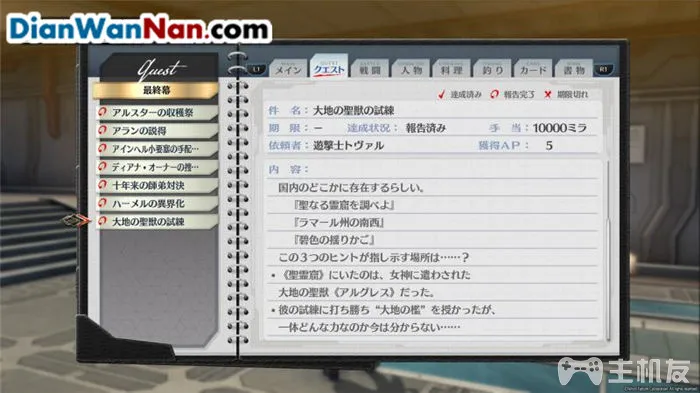 DianWanNan.com
Quest
最終幕
アルスターの収穫祭
アランの説得
アインヘル小要塞の手配…
ディアナ・オーナーの捜…
十年来の師弟対決
ハーメルの異界化
大地の聖獣の試練
L1 メイン クエスト 戦闘 人物 料理 釣り カード 書物 R1
達成済み 報告完了 期限切れ
件 名：大地の聖獣の試練
期 限：－ 達成状況： 報告済み 手 当：10000ミラ
依頼者：遊撃士トヴァル 獲得ＡＰ： 5
内 容：
国内のどこかに存在するらしい。
『聖なる霊窟を調べよ』
『ラマール州の南西』
『碧色の揺りかご』
この３つのヒントが指し示す場所は……？
・《聖霊窟》にいたのは、女神に遣わされた
大地の聖獣《アルグレス》だった。
・彼の試練に打ち勝ち“大地の檻”を授かったが、
一体どんな力なのか今は分からない……
主机友